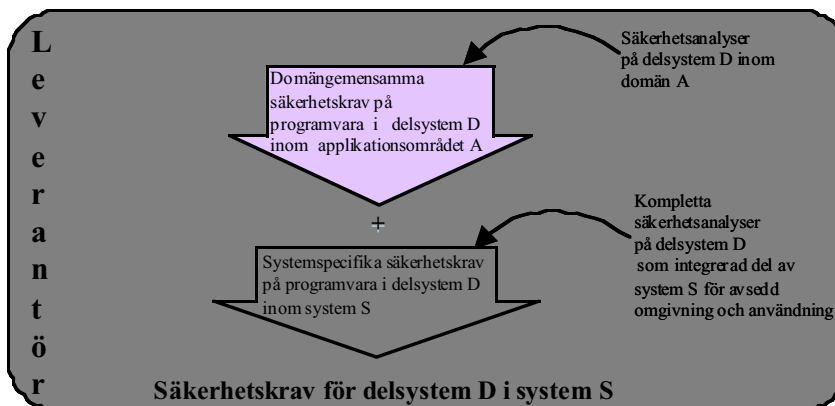 Leverantör
Säkerhetsanalyser
på delsystem D inom
domän A
Domängemensamma
säkerhetskrav på
programvara i delsystem D
inom applikationsområdet A
+
Kompletta
säkerhetsanalyser
på delsystem D
som integrerad del av
system S för avsedd
omgivning och användning
Systemspecifika säkerhetskrav
på programvara i delsystem D
inom system S
Säkerhetskrav för delsystem D i system S